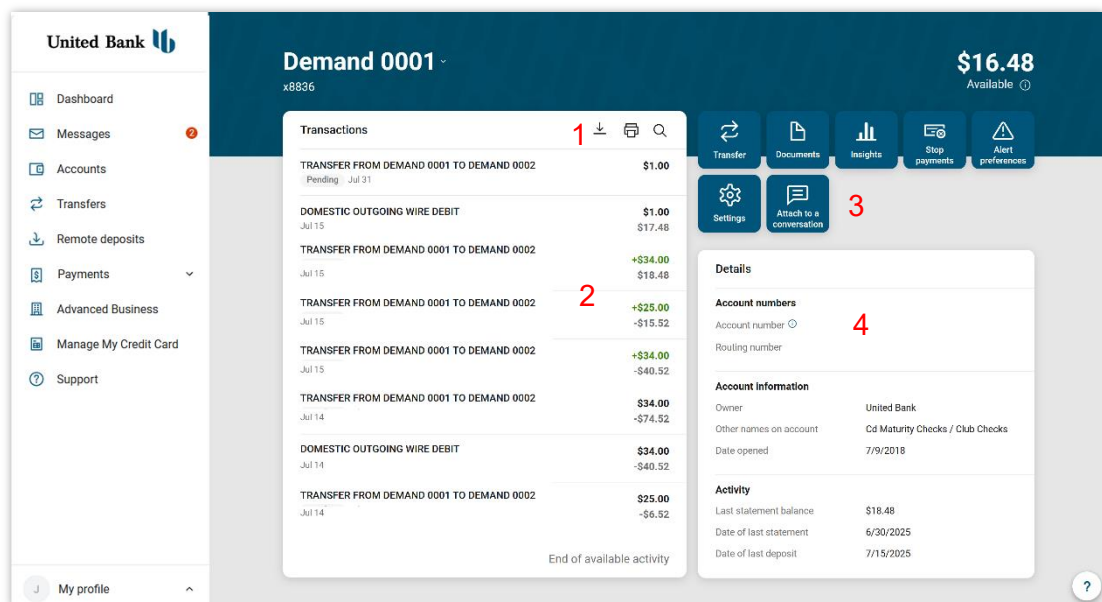 United Bank
Dashboard
Messages 2
Accounts
Transfers
Remote deposits
Payments
Advanced Business
Manage My Credit Card
Support
J My profile
Demand 0001
x8836
$16.48
Available
Transactions
1
TRANSFER FROM DEMAND 0001 TO DEMAND 0002 $1.00
Pending Jul 31
DOMESTIC OUTGOING WIRE DEBIT $1.00
Jul 15 $17.48
TRANSFER FROM DEMAND 0001 TO DEMAND 0002 +$34.00
Jul 15 $18.48
2
TRANSFER FROM DEMAND 0001 TO DEMAND 0002 +$25.00
Jul 15 -$15.52
TRANSFER FROM DEMAND 0001 TO DEMAND 0002 +$34.00
Jul 15 -$40.52
TRANSFER FROM DEMAND 0001 TO DEMAND 0002 $34.00
Jul 14 -$74.52
DOMESTIC OUTGOING WIRE DEBIT $34.00
Jul 14 -$40.52
TRANSFER FROM DEMAND 0001 TO DEMAND 0002 $25.00
Jul 14 -$6.52
End of available activity
Transfer
Documents
Insights
Stop
payments
Alert
preferences
Settings
Attach to a
conversation
3
Details
Account numbers
Account number
4
Routing number
Account information
Owner United Bank
Other names on account Cd Maturity Checks / Club Checks
Date opened 7/9/2018
Activity
Last statement balance $18.48
Date of last statement 6/30/2025
Date of last deposit 7/15/2025
?